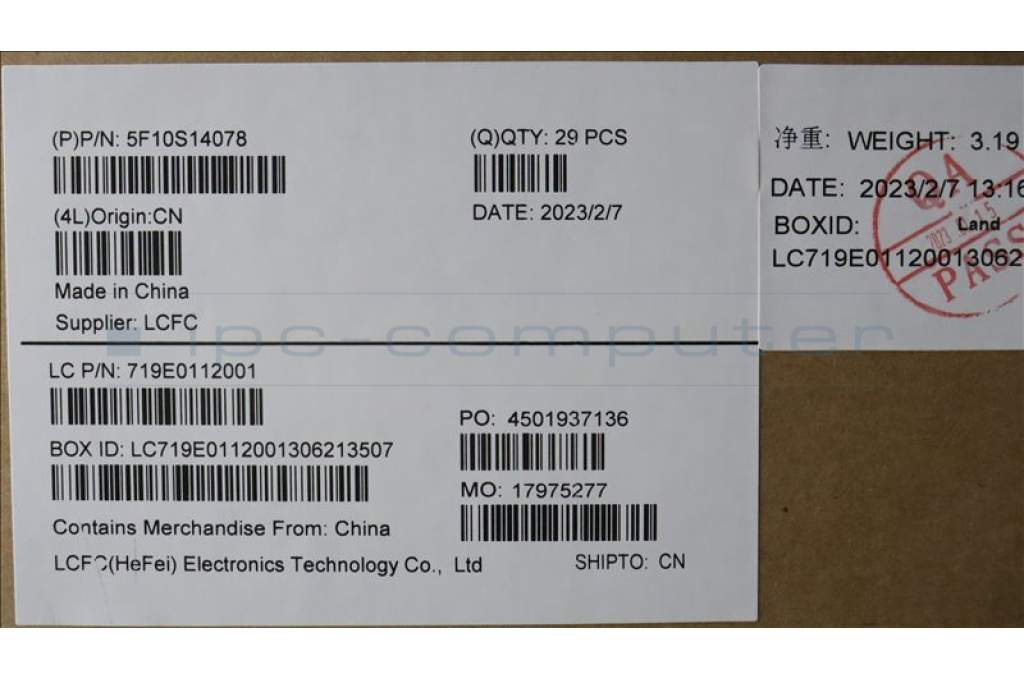 (P)P/N: 5F10S14078
(Q)QTY: 29 PCS
(4L)Origin:CN
DATE: 2023/2/7
Made in China
Supplier: LCFC
LC P/N: 719E0112001
PO: 4501937136
BOX ID: LC719E0112001306213507
MO: 17975277
Contains Merchandise From: China
LCFC(HeFei) Electronics Technology Co., Ltd
SHIPTO: CN
净重: WEIGHT: 3.19
DATE: 2023/2/7 13:16
BOXID: Land
LC719E01120013062
QA
PASS
ipc-computer